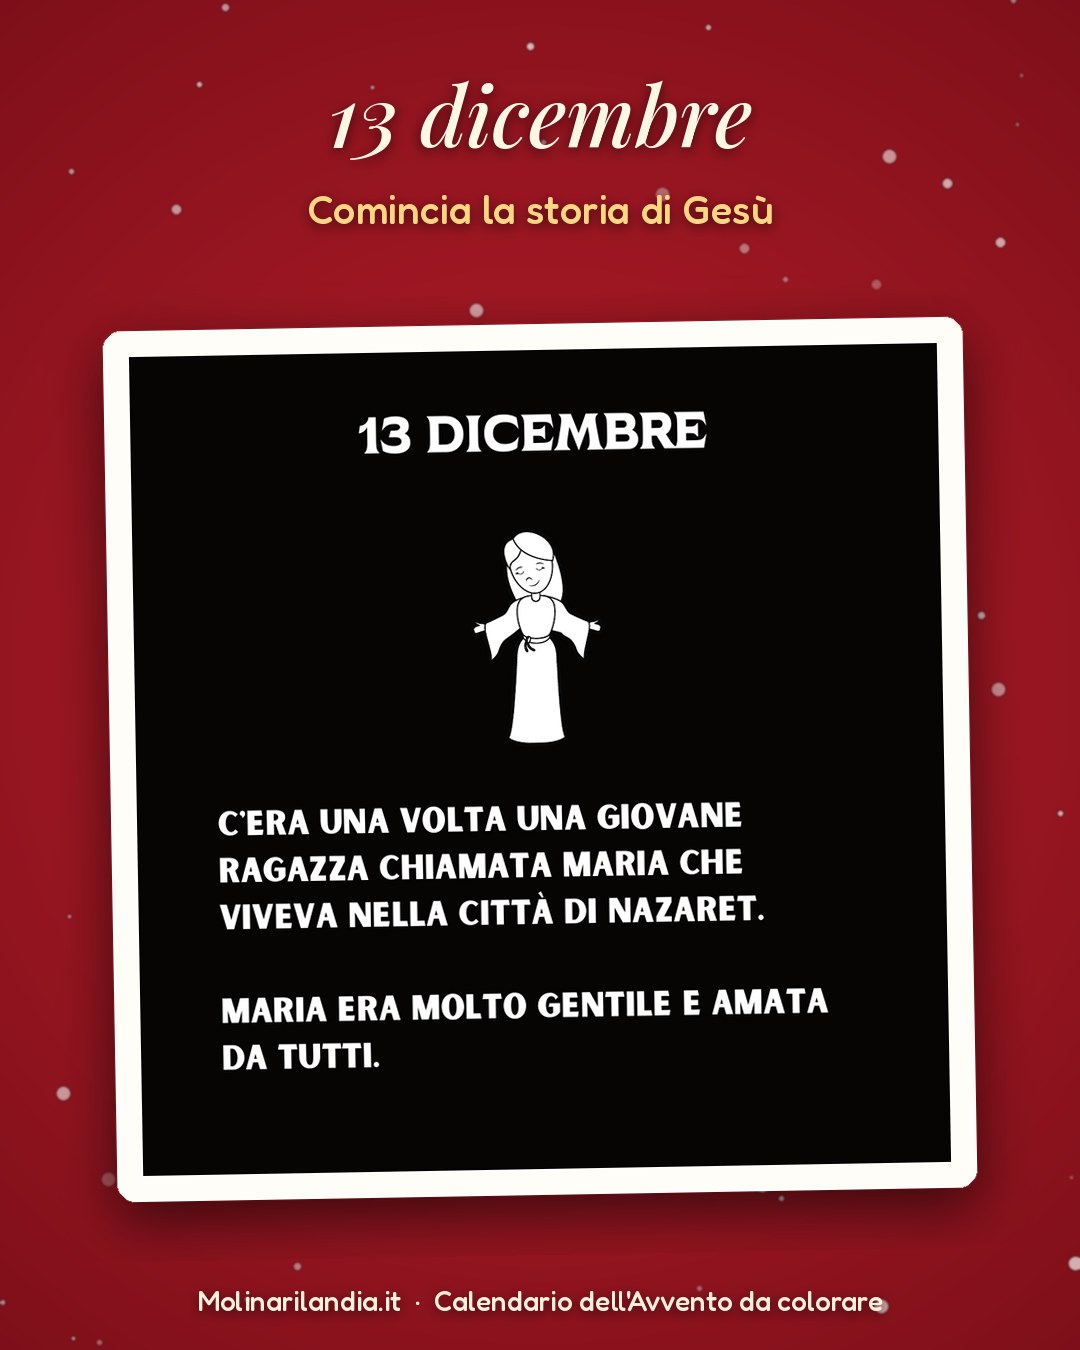 13 dicembre
Comincia la storia di Gesù
13 DICEMBRE
C'ERA UNA VOLTA UNA GIOVANE
RAGAZZA CHIAMATA MARIA CHE
VIVEVA NELLA CITTÀ DI NAZARET.
MARIA ERA MOLTO GENTILE E AMATA
DA TUTTI.
Molinarilandia.it · Calendario dell'Avvento da colorare